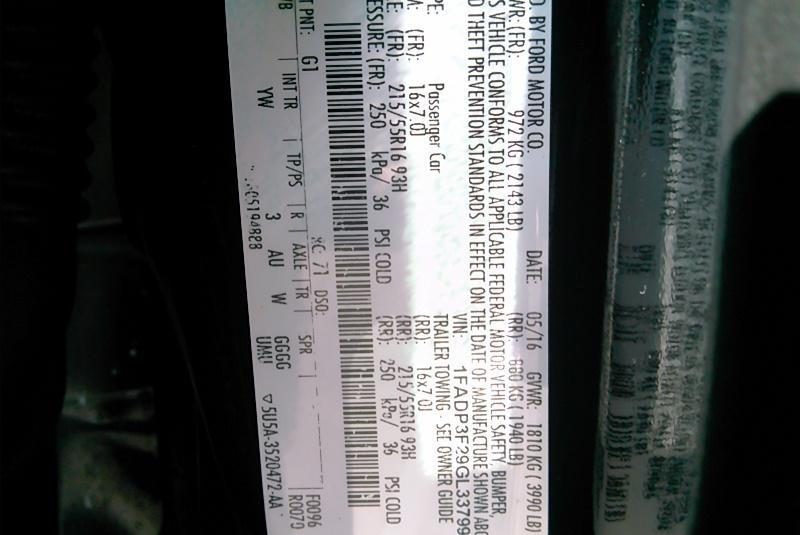 D. BY FORD MOTOR CO.
DATE: 05/16 GVWR: 1810 KG ( 3990 LB)
WR: (FR): 972 KG ( 2143 LB) (RR): 880 KG ( 1940 LB)
S VEHICLE CONFORMS TO ALL APPLICABLE FEDERAL MOTOR VEHICLE SAFETY, BUMPER,
D THEFT PREVENTION STANDARDS IN EFFECT ON THE DATE OF MANUFACTURE SHOWN ABO
VIN: 1FADP3F29GL33799
PE: Passenger Car TRAILER TOWING - SEE OWNER GUIDE
M: (FR): 16x7.0J (RR): 16x7.0J
E: (FR): 215/55R16 93H (RR): 215/55R16 93H
ESSURE: (FR): 250 kPa/ 36 PSI COLD (RR): 250 kPa/ 36 PSI COLD
RC: 71 DSO: F0096
T PNT: G1 R0070
INT TR TP/PS R AXLE TR SPR
YW 3 AU W GGGG
UMU
▽5U5A-3520472-AA